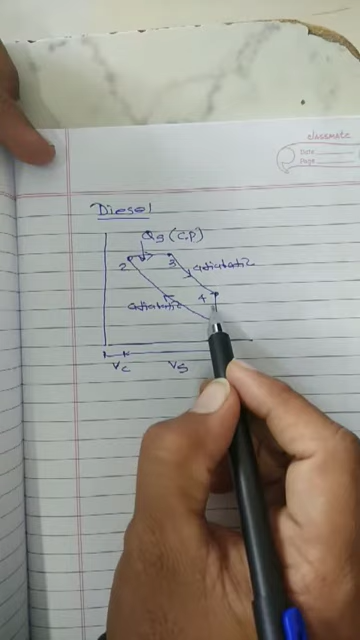 classmate
Date
Page
Diesel
Qs (C.P)
2
3
adiabatic
adiabatic
4
Vc
Vs